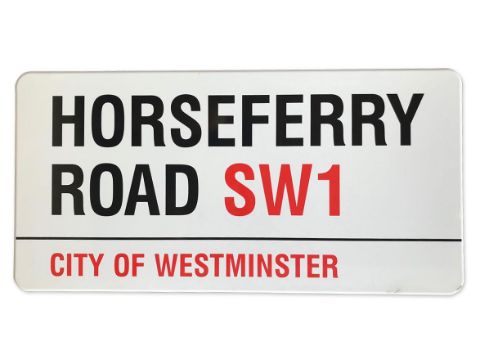 HORSEFERRY
ROAD SW1
CITY OF WESTMINSTER